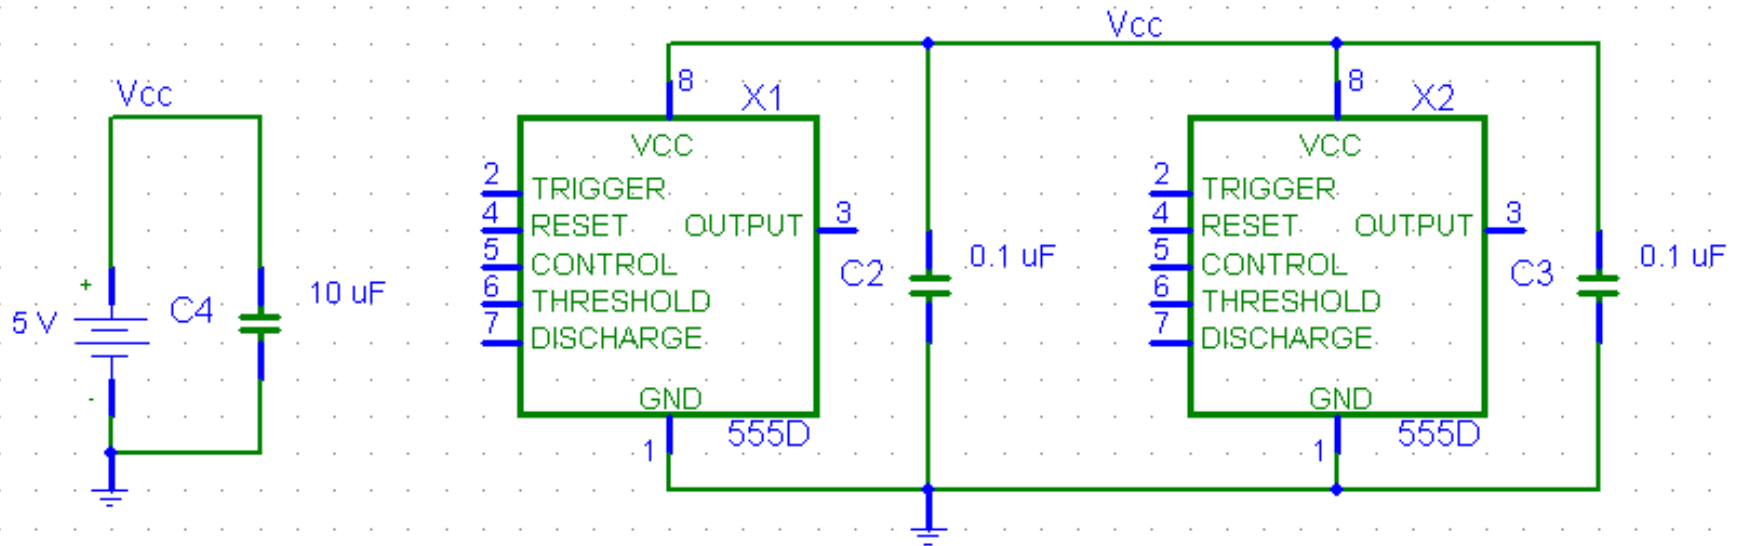 Vcc
+
5 V
-
C4
10 uF
Vcc
8
X1
VCC
2
TRIGGER
4
RESET
OUTPUT
3
5
CONTROL
6
THRESHOLD
7
DISCHARGE
GND
1
555D
C2
0.1 uF
8
X2
VCC
2
TRIGGER
4
RESET
OUTPUT
3
5
CONTROL
6
THRESHOLD
7
DISCHARGE
GND
1
555D
C3
0.1 uF